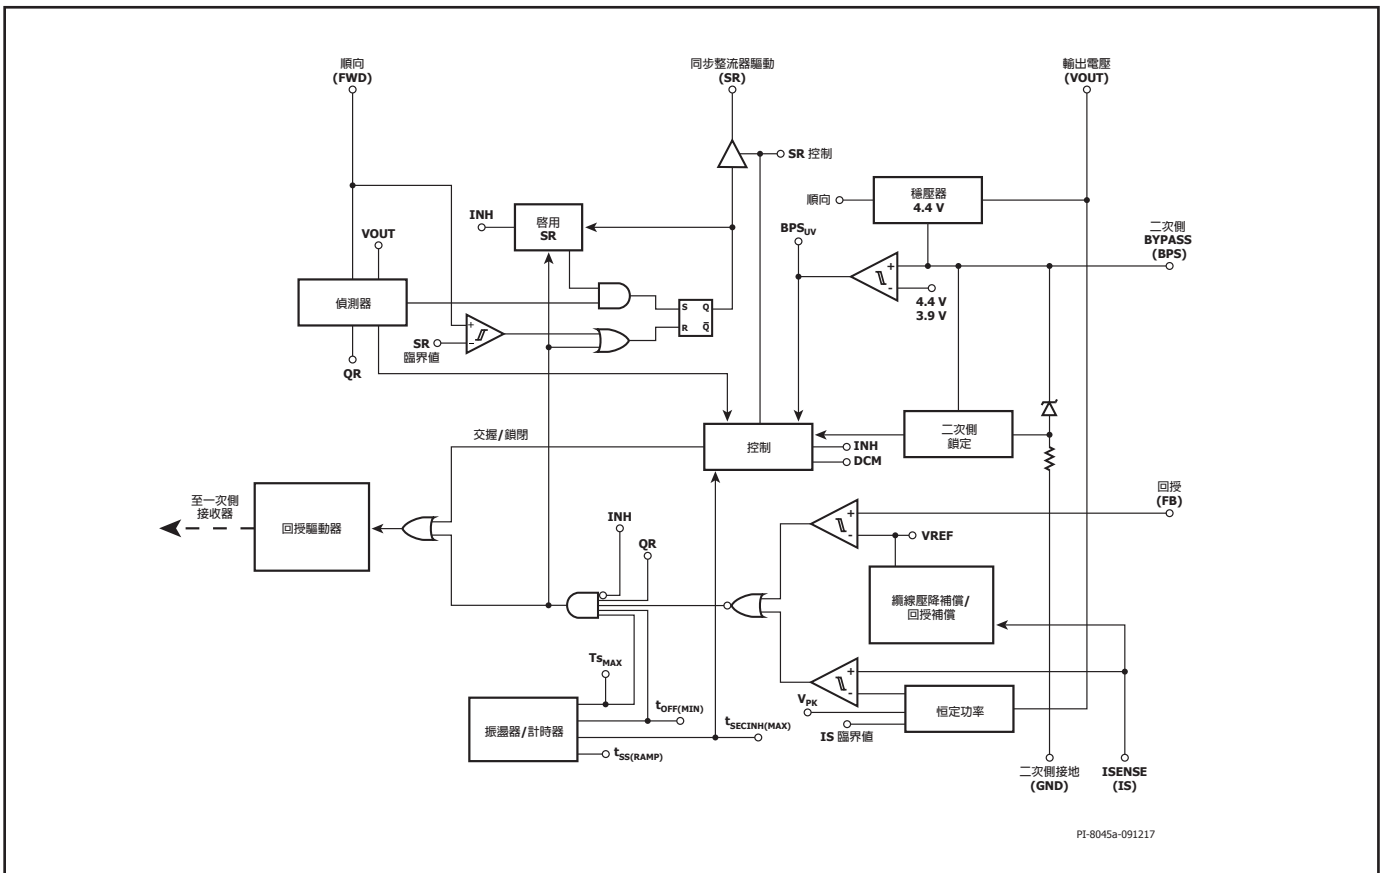 順向
(FWD)
同步整流器驅動
(SR)
輸出電壓
(VOUT)
SR 控制
順向
穩壓器
4.4 V
INH
啓用
SR
VOUT
BPSUV
二次側
BYPASS
(BPS)
+
-
偵測器
4.4 V
3.9 V
S Q
R Q̅
+
-
SR
臨界值
QR
交握/鎖閉
控制
INH
DCM
二次側
鎖定
至一次側
接收器
回授驅動器
INH
QR
回授
(FB)
+
-
VREF
纜線壓降補償/
回授補償
TsMAX
+
-
VPK
恒定功率
IS 臨界值
振盪器/計時器
tOFF(MIN)
tSECINH(MAX)
tSS(RAMP)
二次側接地
(GND)
ISENSE
(IS)
PI-8045a-091217